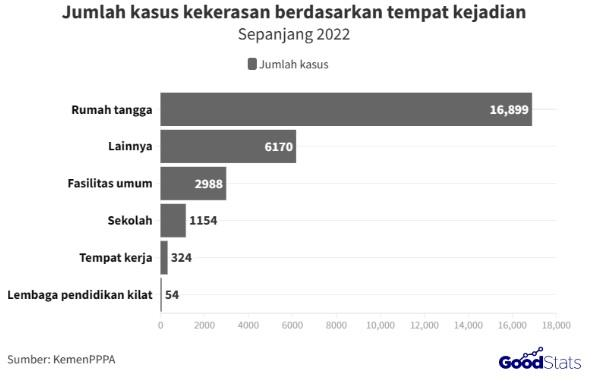 Jumlah kasus kekerasan berdasarkan tempat kejadian
Sepanjang 2022
Jumlah kasus
Rumah tangga 16,899
Lainnya 6170
Fasilitas umum 2988
Sekolah 1154
Tempat kerja 324
Lembaga pendidikan kilat 54
0 2000 4000 6000 8000 10,000 12,000 14,000 16,000 18,000
Sumber: KemenPPPA
GoodStats